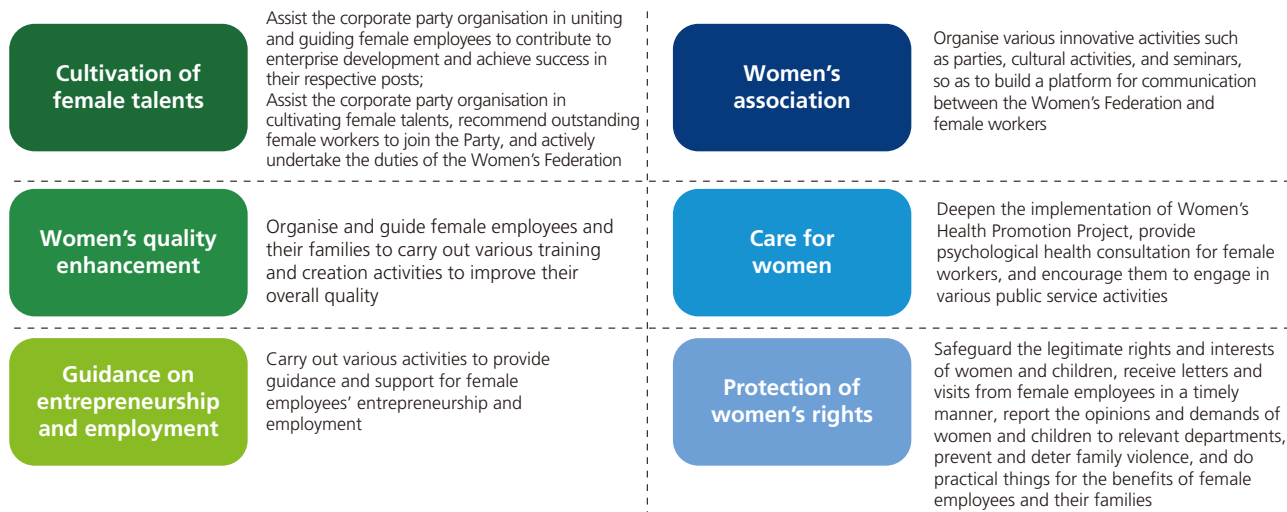 Cultivation of
female talents
Assist the corporate party organisation in uniting
and guiding female employees to contribute to
enterprise development and achieve success in
their respective posts;
Assist the corporate party organisation in
cultivating female talents, recommend outstanding
female workers to join the Party, and actively
undertake the duties of the Women's Federation
Women's
association
Organise various innovative activities such
as parties, cultural activities, and seminars,
so as to build a platform for communication
between the Women's Federation and
female workers
Women's quality
enhancement
Organise and guide female employees and
their families to carry out various training
and creation activities to improve their
overall quality
Care for
women
Deepen the implementation of Women's
Health Promotion Project, provide
psychological health consultation for female
workers, and encourage them to engage in
various public service activities
Guidance on
entrepreneurship
and employment
Carry out various activities to provide
guidance and support for female
employees' entrepreneurship and
employment
Protection of
women's rights
Safeguard the legitimate rights and interests
of women and children, receive letters and
visits from female employees in a timely
manner, report the opinions and demands of
women and children to relevant departments,
prevent and deter family violence, and do
practical things for the benefits of female
employees and their families